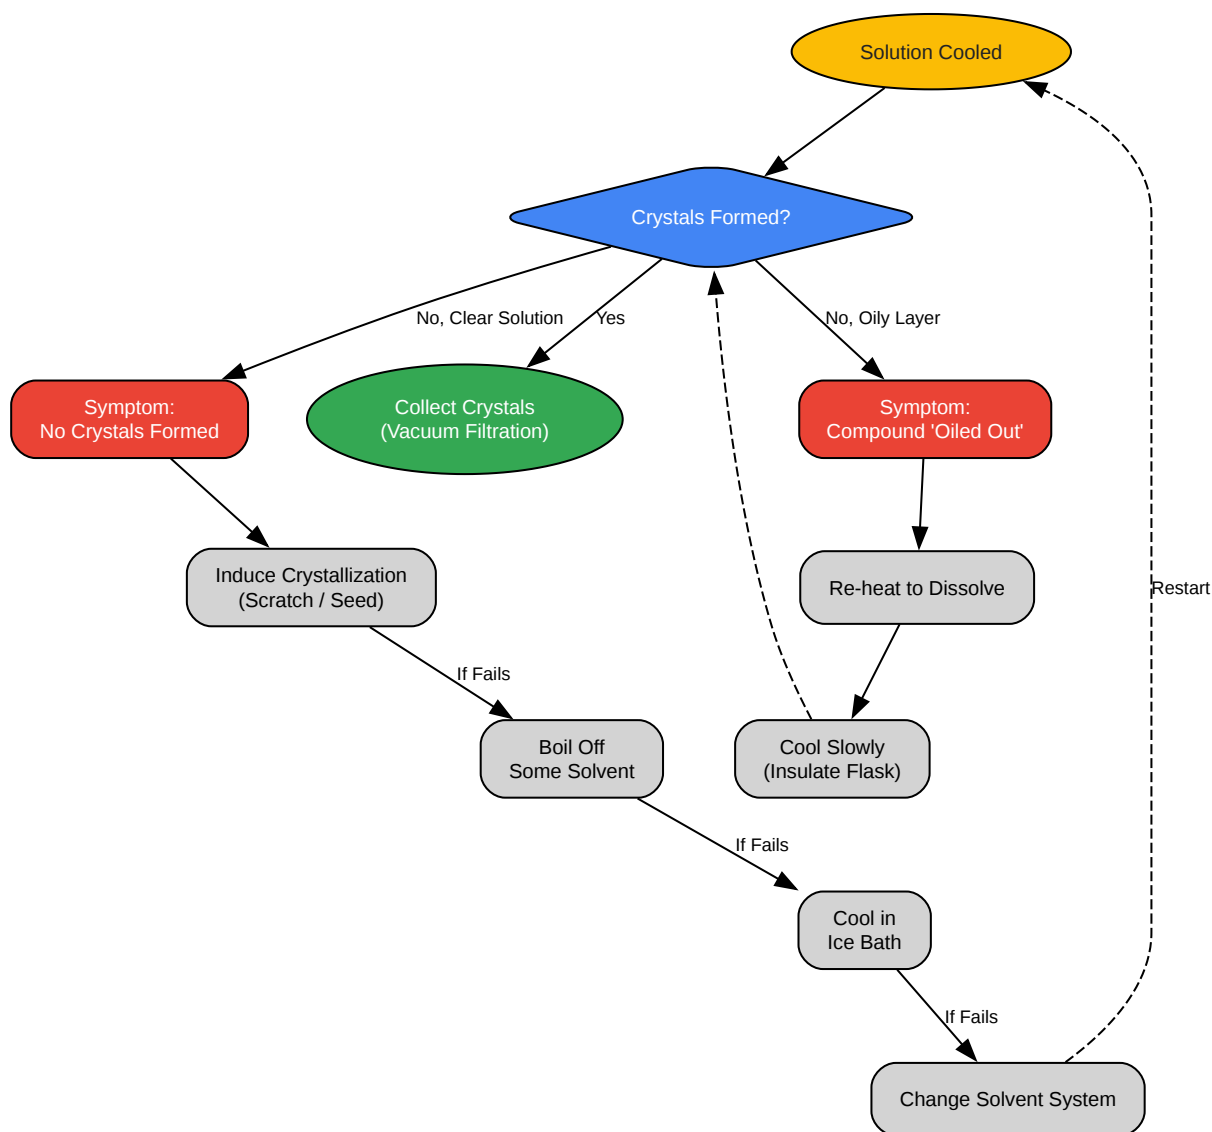 Solution Cooled
Crystals Formed?
No, Clear Solution
Yes
No, Oily Layer
Symptom:
No Crystals Formed
Collect Crystals
(Vacuum Filtration)
Symptom:
Compound 'Oiled Out'
Induce Crystallization
(Scratch / Seed)
Re-heat to Dissolve
Restart
If Fails
Boil Off
Some Solvent
Cool Slowly
(Insulate Flask)
If Fails
Cool in
Ice Bath
If Fails
Change Solvent System